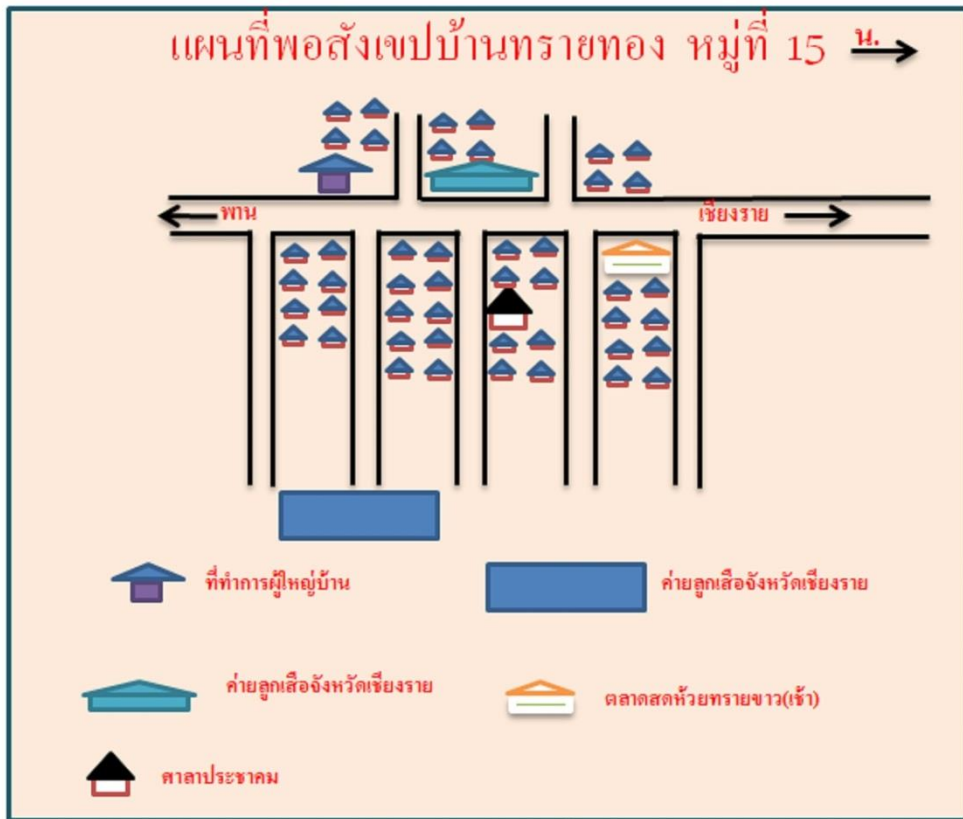 แผนที่พอสังเขปบ้านทรายทอง หมู่ที่ 15 น.
พาน
เชียงราย
ที่ทำการผู้ใหญ่บ้าน
ค่ายลูกเสือจังหวัดเชียงราย
ค่ายลูกเสือจังหวัดเชียงราย
ตลาดสดห้วยทรายขาว(เช้า)
ศาลาประชาคม